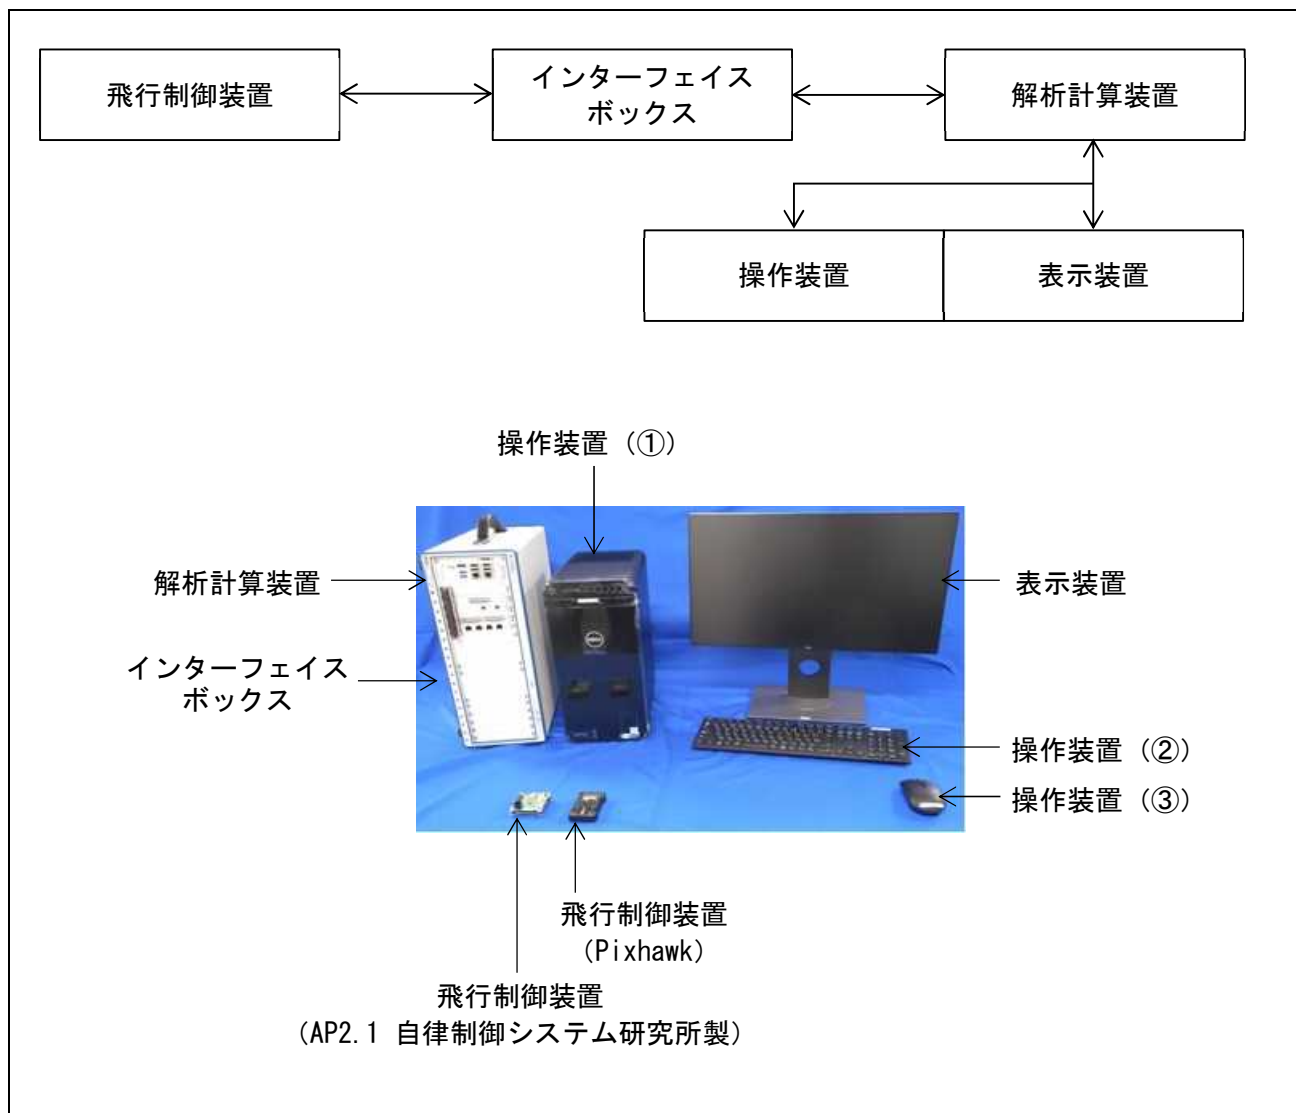 飛行制御装置
インターフェイス
ボックス
解析計算装置
操作装置
表示装置
操作装置（①）
解析計算装置
表示装置
インターフェイス
ボックス
操作装置（②）
操作装置（③）
飛行制御装置
（Pixhawk）
飛行制御装置
（AP2.1 自律制御システム研究所製）